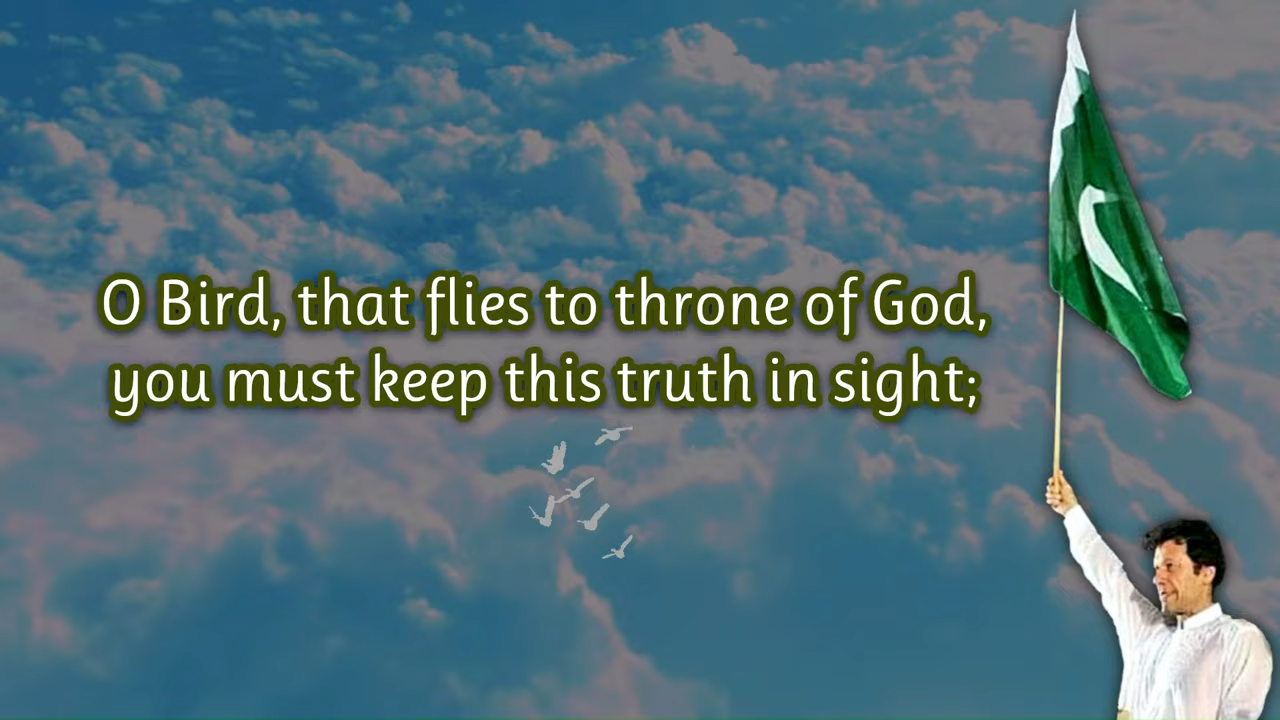 O Bird, that flies to throne of God,
you must keep this truth in sight;